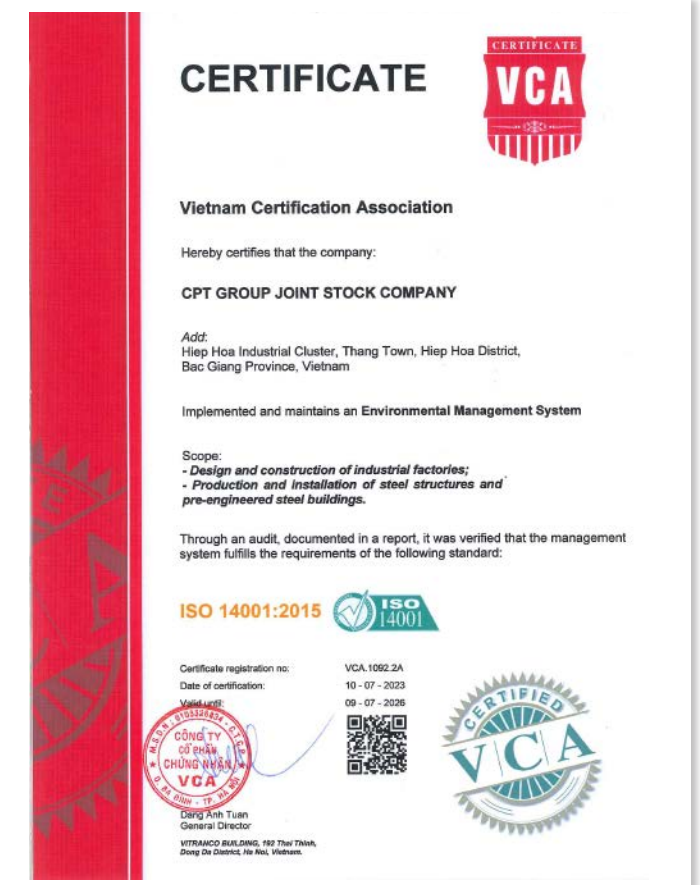 CERTIFICATE
CERTIFICATE
VCA
Vietnam Certification Association
Hereby certifies that the company:
CPT GROUP JOINT STOCK COMPANY
Add:
Hiep Hoa Industrial Cluster, Thang Town, Hiep Hoa District,
Bac Giang Province, Vietnam
Implemented and maintains an Environmental Management System
Scope:
- Design and construction of industrial factories;
- Production and installation of steel structures and
pre-engineered steel buildings.
Through an audit, documented in a report, it was verified that the management
system fulfills the requirements of the following standard:
ISO 14001:2015
ISO
14001
Certificate registration no: VCA.1092.2A
Date of certification: 10 - 07 - 2023
Valid until: 09 - 07 - 2026
CERTIFIED
VCA
CÔNG TY
CỔ PHẦN
CHỨNG NHẬN
VCA
Dang Anh Tuan
General Director
VITRANCO BUILDING, 192 Thai Thinh,
Dong Da District, Ha Noi, Vietnam.